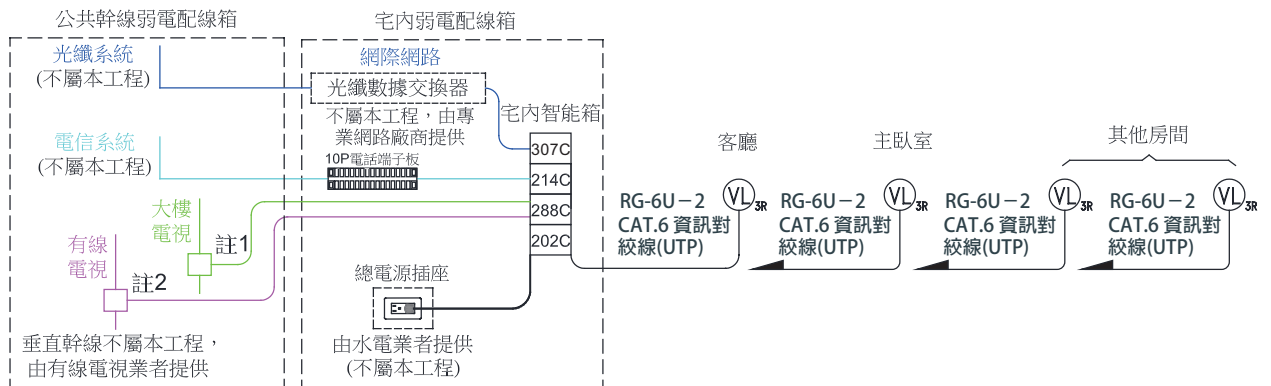 公共幹線弱電配線箱
光纖系統
(不屬本工程)
電信系統
(不屬本工程)
大樓
電視
註1
有線
電視
註2
垂直幹線不屬本工程，
由有線電視業者提供
宅內弱電配線箱
網際網路
光纖數據交換器
不屬本工程，由專
業網路廠商提供
10P電話端子板
宅內智能箱
307C
214C
288C
202C
總電源插座
由水電業者提供
(不屬本工程)
客廳
RG-6U－2
CAT.6 資訊對
絞線(UTP)
VL
3R
主臥室
RG-6U－2
CAT.6 資訊對
絞線(UTP)
VL
3R
其他房間
RG-6U－2
CAT.6 資訊對
絞線(UTP)
VL
3R
RG-6U－2
CAT.6 資訊對
絞線(UTP)
VL
3R